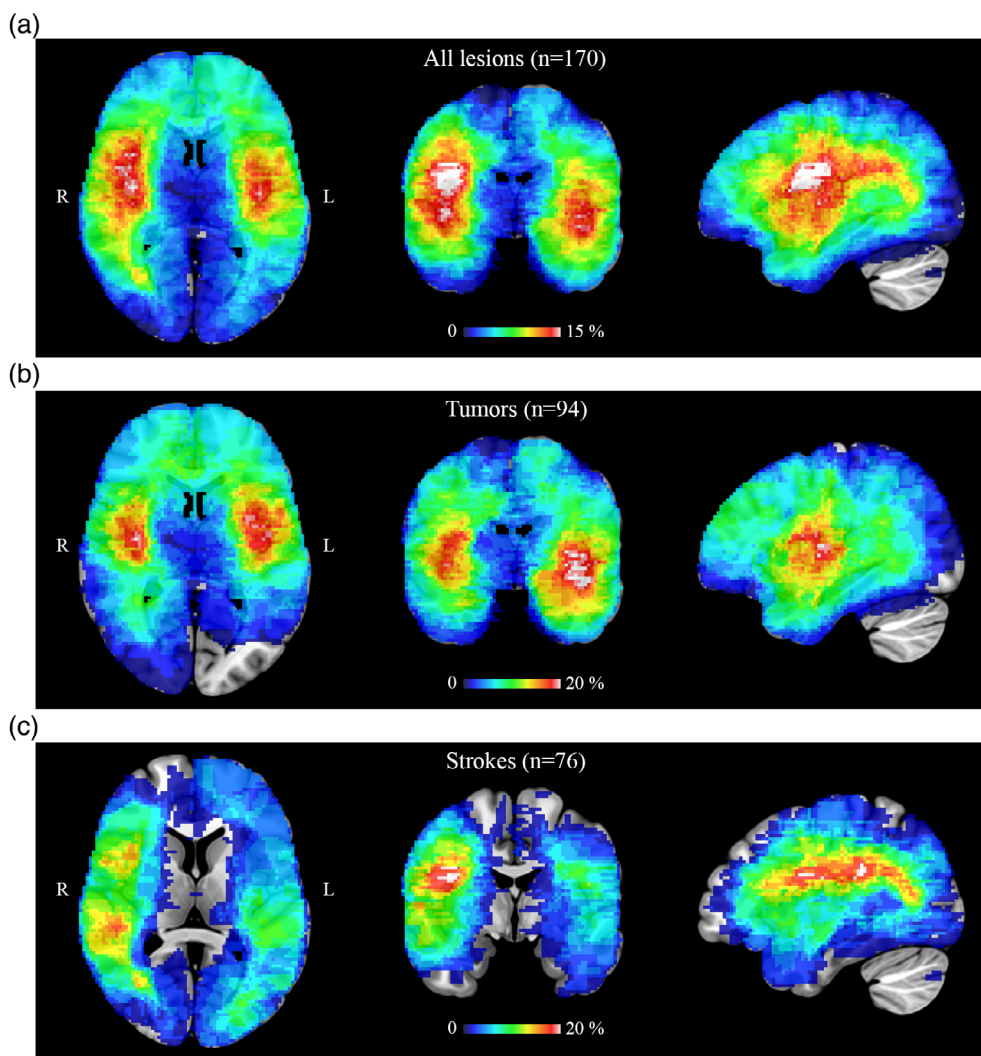 (a)
All lesions (n=170)
R
L
0
15 %
(b)
Tumors (n=94)
R
L
0
20 %
(c)
Strokes (n=76)
R
L
0
20 %